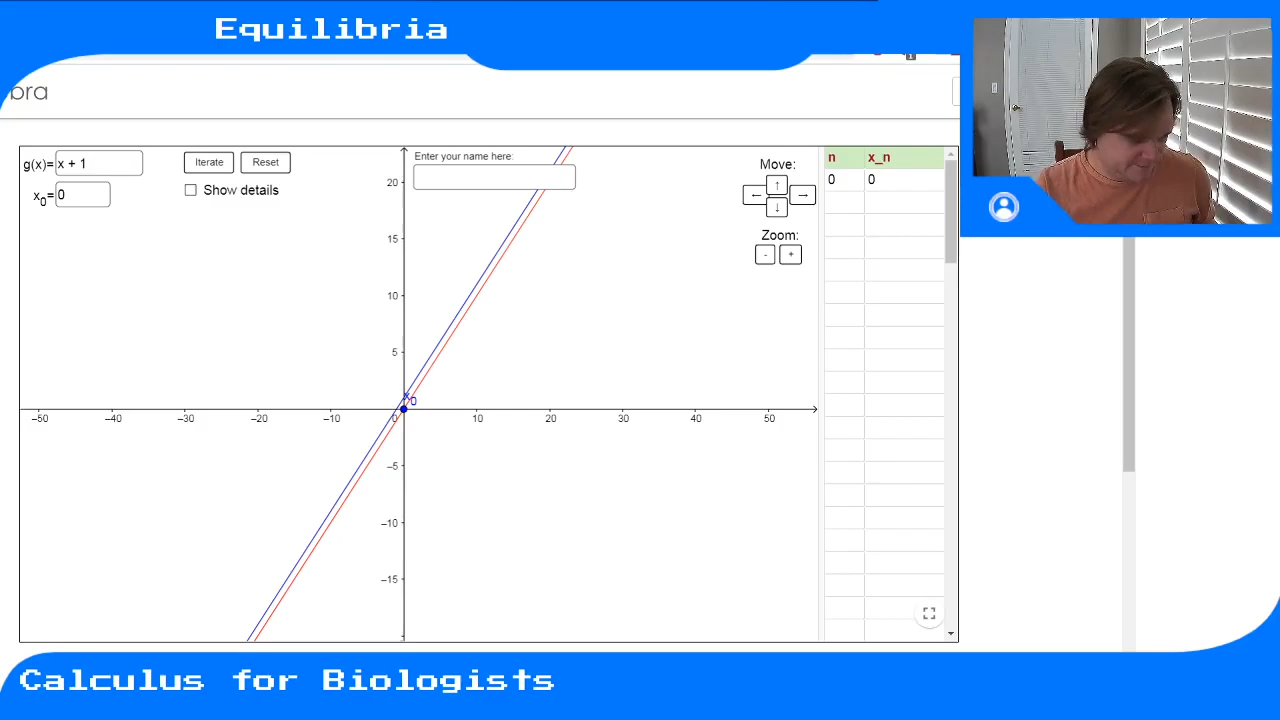 Equilibria
bra
g(x)= x + 1
Iterate
Reset
x0= 0
Show details
Enter your name here:
Move:
←
↑
→
↓
Zoom:
-
+
n x_n
0 0
20
15
10
5
x0
–50 –40 –30 –20 –10 0 10 20 30 40 50
–5
–10
–15
Calculus for Biologists